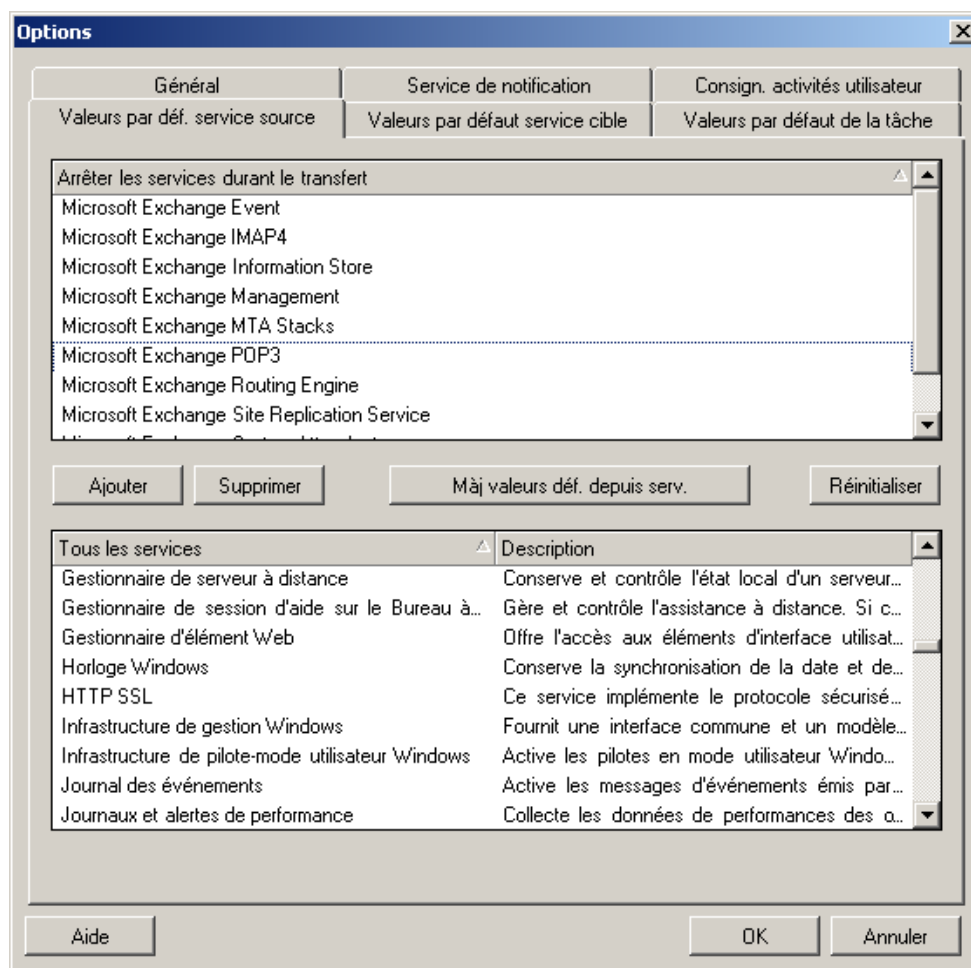 Options
Général Service de notification Consign. activités utilisateur
Valeurs par déf. service source Valeurs par défaut service cible Valeurs par défaut de la tâche
Arrêter les services durant le transfert
Microsoft Exchange Event
Microsoft Exchange IMAP4
Microsoft Exchange Information Store
Microsoft Exchange Management
Microsoft Exchange MTA Stacks
Microsoft Exchange POP3
Microsoft Exchange Routing Engine
Microsoft Exchange Site Replication Service
Ajouter Supprimer Màj valeurs déf. depuis serv. Réinitialiser
Tous les services Description
Gestionnaire de serveur à distance Conserve et contrôle l'état local d'un serveur...
Gestionnaire de session d'aide sur le Bureau à... Gère et contrôle l'assistance à distance. Si c...
Gestionnaire d'élément Web Offre l'accès aux éléments d'interface utilisat...
Horloge Windows Conserve la synchronisation de la date et de...
HTTP SSL Ce service implémente le protocole sécurisé...
Infrastructure de gestion Windows Fournit une interface commune et un modèle...
Infrastructure de pilote-mode utilisateur Windows Active les pilotes en mode utilisateur Windo...
Journal des événements Active les messages d'événements émis par...
Journaux et alertes de performance Collecte les données de performances des o...
Aide OK Annuler